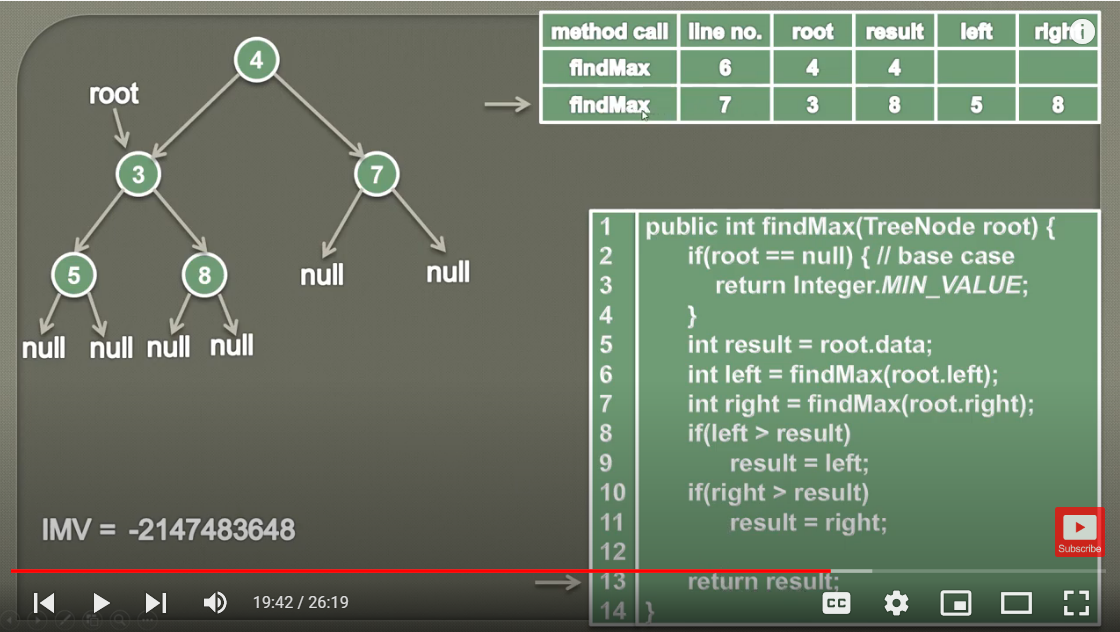 method call line no. root result left righ
findMax 6 4 4
findMax 7 3 8 5 8
4
root
3 7
5 8 null null
null null null null
1 public int findMax(TreeNode root) {
2 if(root == null) { // base case
3 return Integer.MIN_VALUE;
4 }
5 int result = root.data;
6 int left = findMax(root.left);
7 int right = findMax(root.right);
8 if(left > result)
9 result = left;
10 if(right > result)
11 result = right;
12
13 return result;
14 }
IMV = -2147483648
Subscribe
19:42 / 26:19
CC